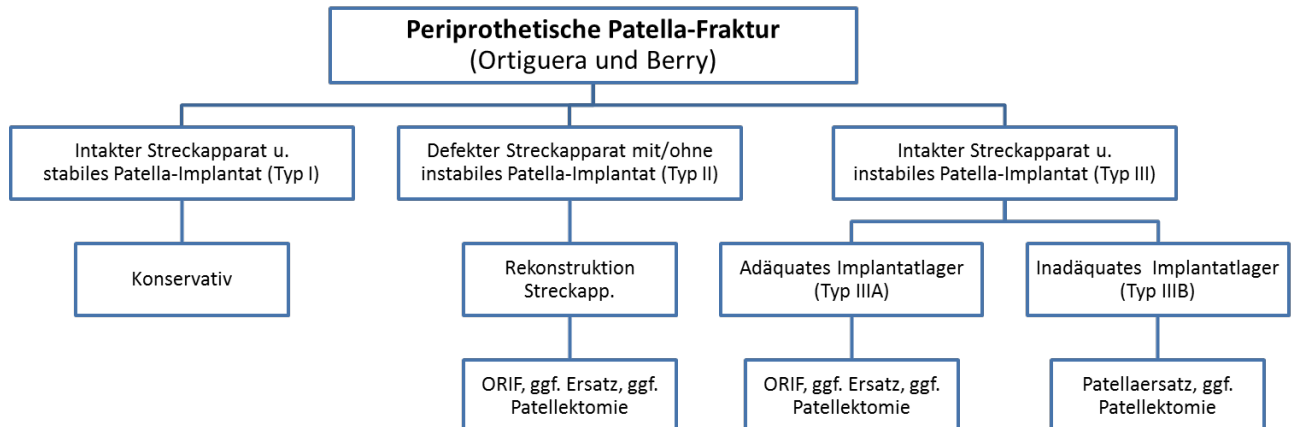 Periprothetische Patella-Fraktur
(Ortiguera und Berry)
Intakter Streckapparat u.
stabiles Patella-Implantat (Typ I)
Defekter Streckapparat mit/ohne
instabiles Patella-Implantat (Typ II)
Intakter Streckapparat u.
instabiles Patella-Implantat (Typ III)
Konservativ
Rekonstruktion
Streckapp.
Adäquates Implantatlager
(Typ IIIA)
Inadäquates Implantatlager
(Typ IIIB)
ORIF, ggf. Ersatz, ggf.
Patellektomie
ORIF, ggf. Ersatz, ggf.
Patellektomie
Patellaersatz, ggf.
Patellektomie